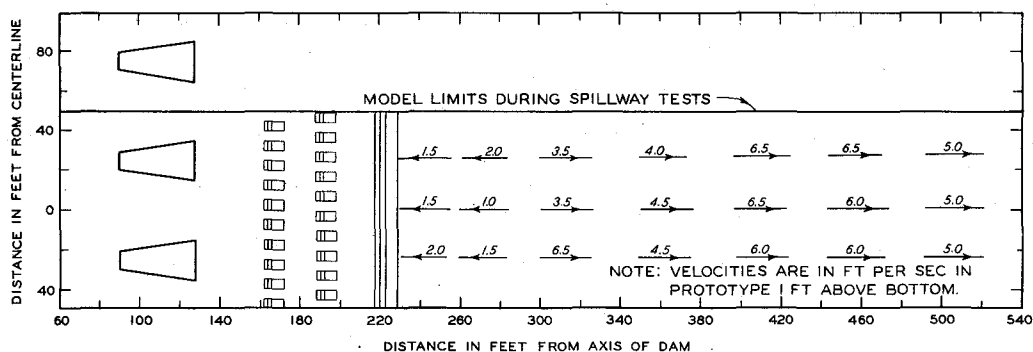 DISTANCE IN FEET FROM CENTERLINE
80
40
0
40
MODEL LIMITS DURING SPILLWAY TESTS
1.5 2.0 3.5 4.0 6.5 6.5 5.0
1.5 1.0 3.5 4.5 6.5 6.0 5.0
2.0 1.5 6.5 4.5 6.0 6.0 5.0
NOTE: VELOCITIES ARE IN FT PER SEC IN
PROTOTYPE 1 FT ABOVE BOTTOM.
60 100 140 180 220 260 300 340 380 420 460 500 540
DISTANCE IN FEET FROM AXIS OF DAM